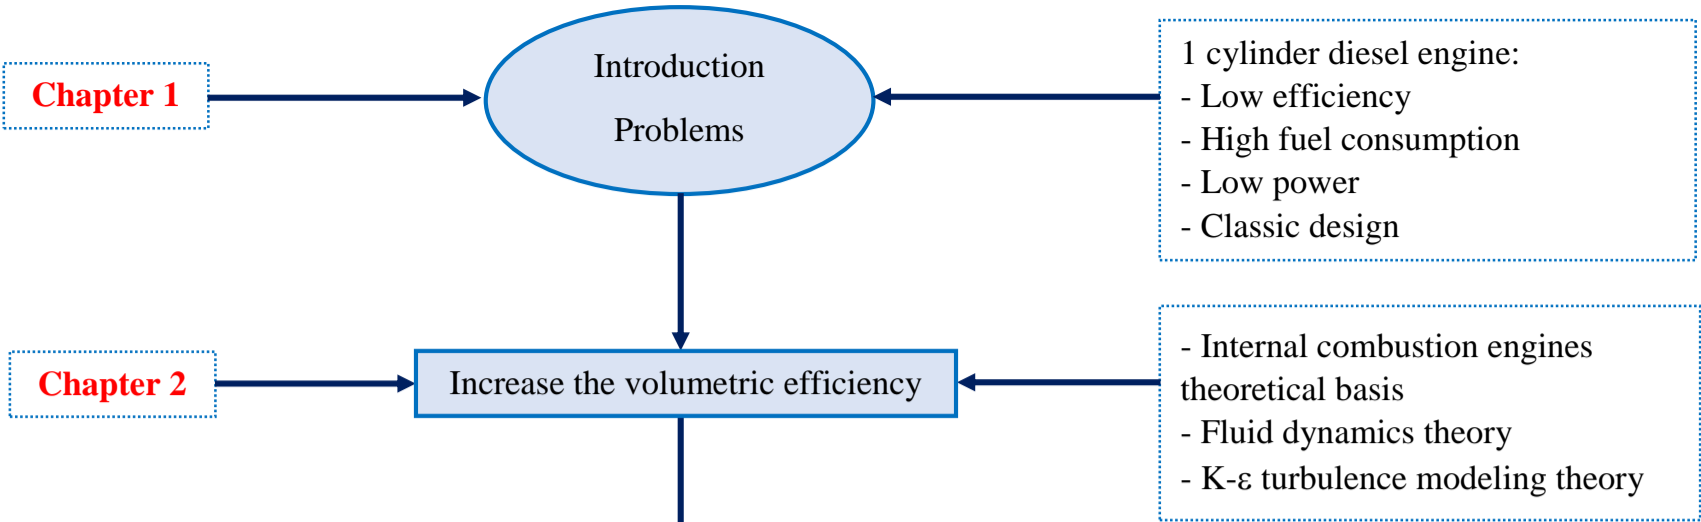 Chapter 1
Introduction
Problems
1 cylinder diesel engine:
- Low efficiency
- High fuel consumption
- Low power
- Classic design
Chapter 2
Increase the volumetric efficiency
- Internal combustion engines
theoretical basis
- Fluid dynamics theory
- K-ε turbulence modeling theory